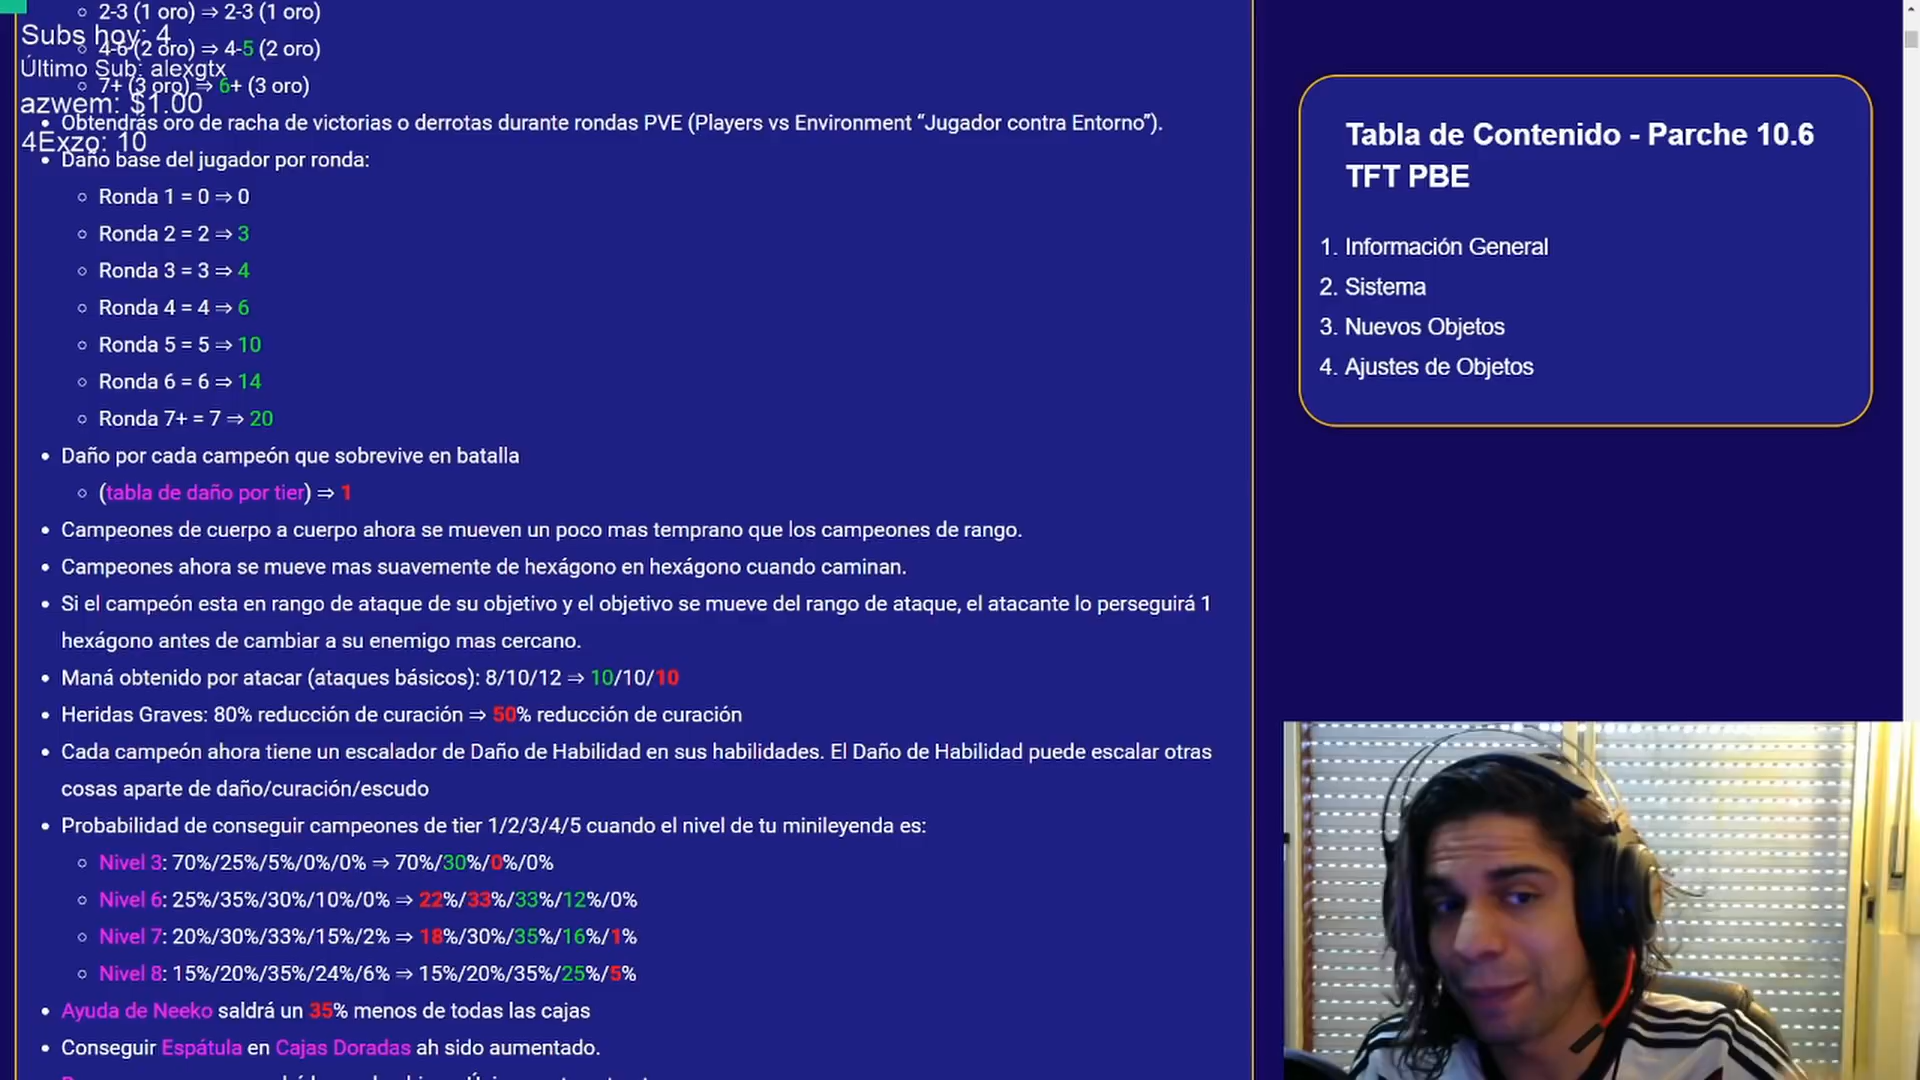 2-3 (1 oro) ⇒ 2-3 (1 oro)
Subs hoy: 4
4-6 (2 oro) ⇒ 4-5 (2 oro)
Último Sub: alexgtx
7+ (3 oro) ⇒ 6+ (3 oro)
azwem: $1.00
Obtendrás oro de racha de victorias o derrotas durante rondas PVE (Players vs Environment “Jugador contra Entorno”).
4Exzo: 10
Daño base del jugador por ronda:
Ronda 1 = 0 ⇒ 0
Ronda 2 = 2 ⇒ 3
Ronda 3 = 3 ⇒ 4
Ronda 4 = 4 ⇒ 6
Ronda 5 = 5 ⇒ 10
Ronda 6 = 6 ⇒ 14
Ronda 7+ = 7 ⇒ 20
Daño por cada campeón que sobrevive en batalla
(tabla de daño por tier) ⇒ 1
Campeones de cuerpo a cuerpo ahora se mueven un poco mas temprano que los campeones de rango.
Campeones ahora se mueve mas suavemente de hexágono en hexágono cuando caminan.
Si el campeón esta en rango de ataque de su objetivo y el objetivo se mueve del rango de ataque, el atacante lo perseguirá 1
hexágono antes de cambiar a su enemigo mas cercano.
Maná obtenido por atacar (ataques básicos): 8/10/12 ⇒ 10/10/10
Heridas Graves: 80% reducción de curación ⇒ 50% reducción de curación
Cada campeón ahora tiene un escalador de Daño de Habilidad en sus habilidades. El Daño de Habilidad puede escalar otras
cosas aparte de daño/curación/escudo
Probabilidad de conseguir campeones de tier 1/2/3/4/5 cuando el nivel de tu minileyenda es:
Nivel 3: 70%/25%/5%/0%/0% ⇒ 70%/30%/0%/0%
Nivel 6: 25%/35%/30%/10%/0% ⇒ 22%/33%/33%/12%/0%
Nivel 7: 20%/30%/33%/15%/2% ⇒ 18%/30%/35%/16%/1%
Nivel 8: 15%/20%/35%/24%/6% ⇒ 15%/20%/35%/25%/5%
Ayuda de Neeko saldrá un 35% menos de todas las cajas
Conseguir Espátula en Cajas Doradas ah sido aumentado.
Tabla de Contenido - Parche 10.6
TFT PBE
1. Información General
2. Sistema
3. Nuevos Objetos
4. Ajustes de Objetos